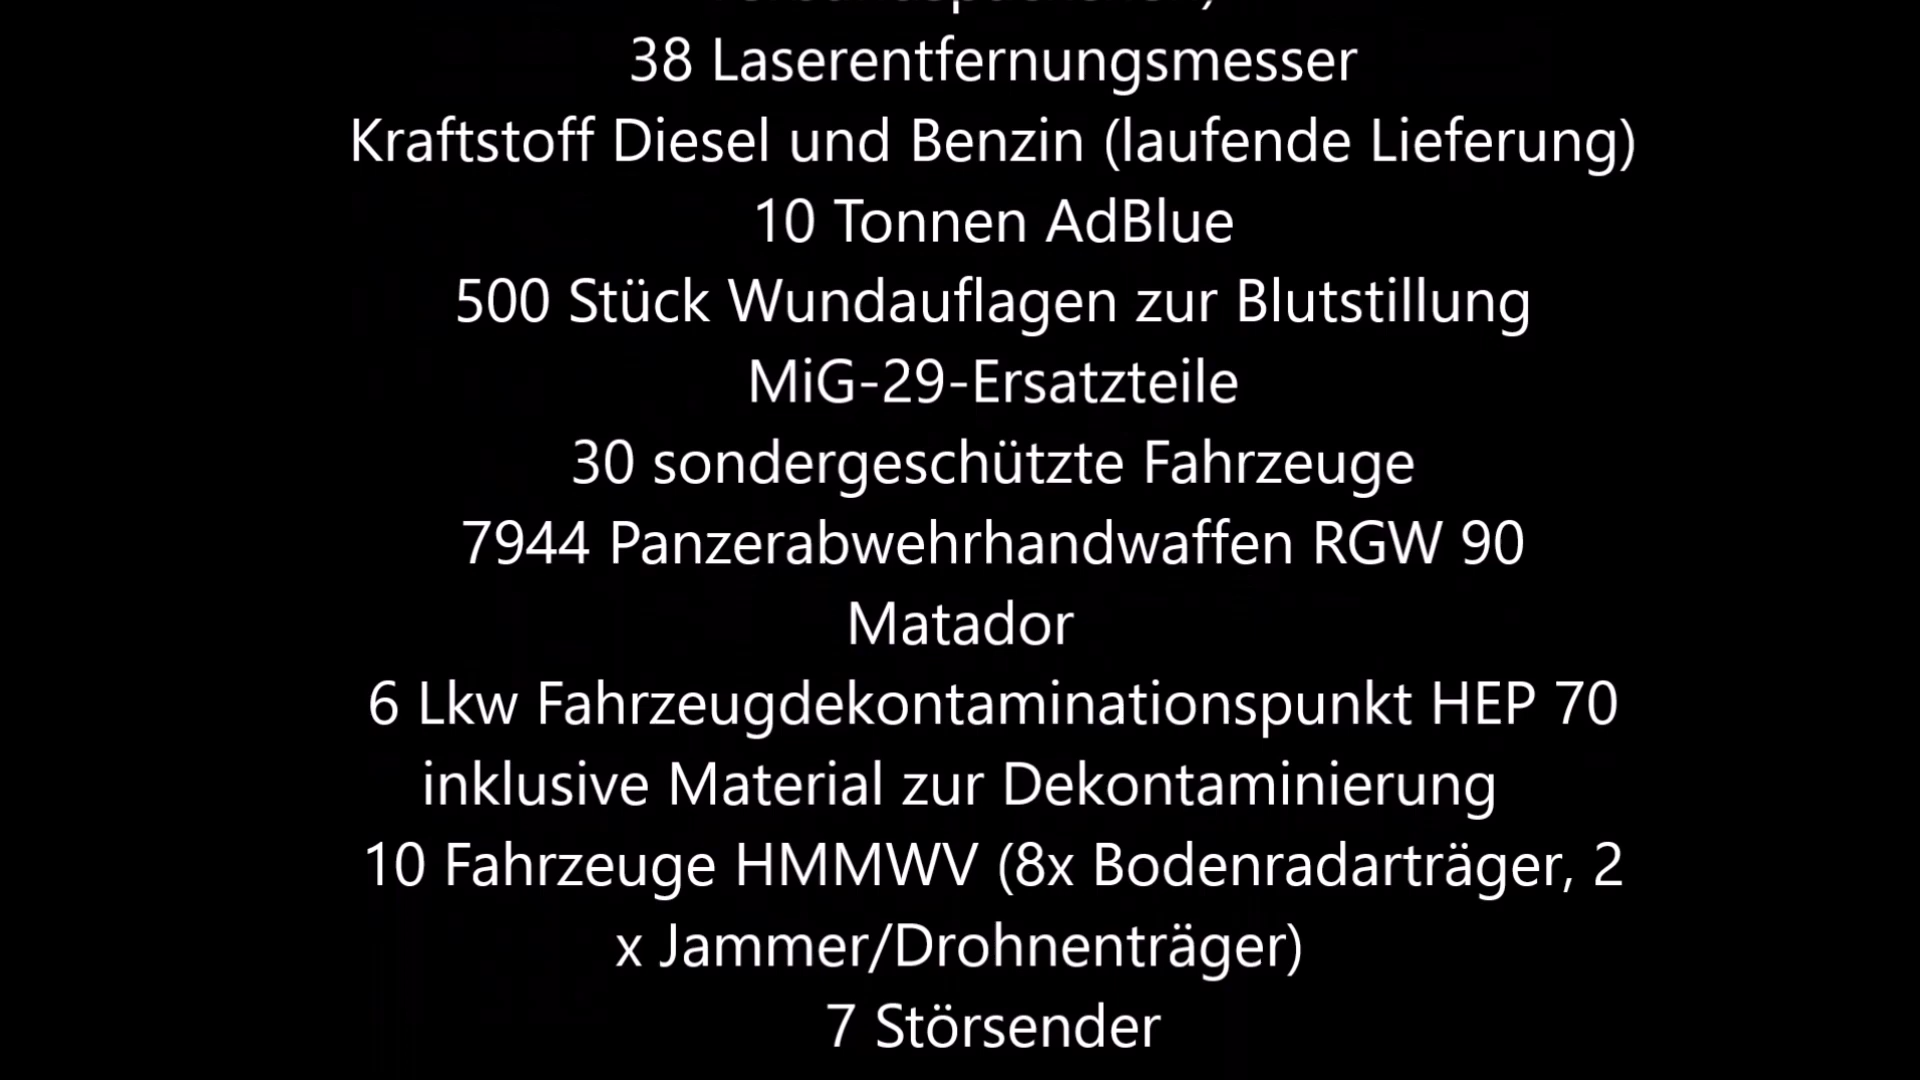 38 Laserentfernungsmesser
Kraftstoff Diesel und Benzin (laufende Lieferung)
10 Tonnen AdBlue
500 Stück Wundauflagen zur Blutstillung
MiG-29-Ersatzteile
30 sondergeschützte Fahrzeuge
7944 Panzerabwehrhandwaffen RGW 90
Matador
6 Lkw Fahrzeugdekontaminationspunkt HEP 70
inklusive Material zur Dekontaminierung
10 Fahrzeuge HMMWV (8x Bodenradarträger, 2
x Jammer/Drohnenträger)
7 Störsender